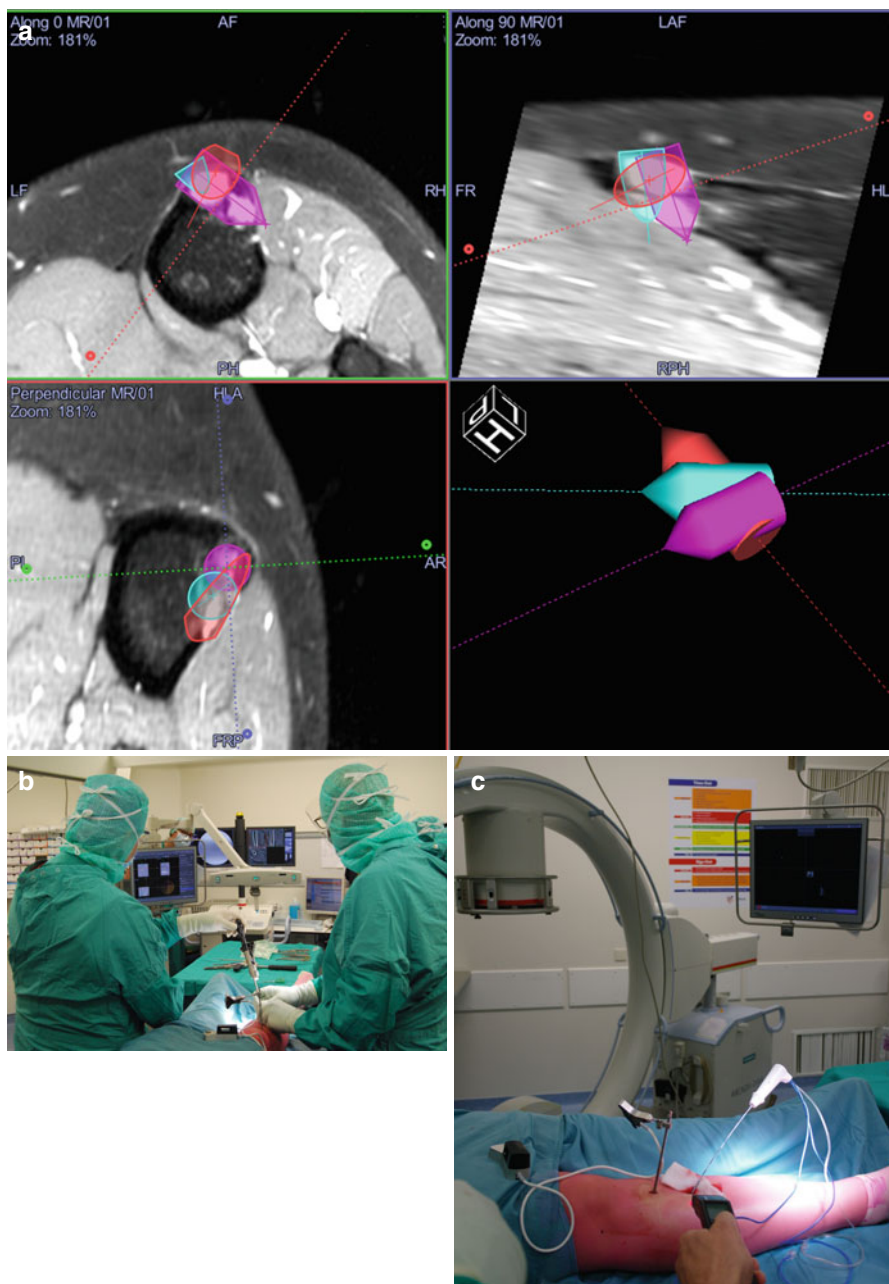 a
Along 0 MR/01
Zoom: 181%
AF
LF
RH
PH
Along 90 MR/01
Zoom: 181%
LAF
FR
HL
RPH
Perpendicular MR/01
Zoom: 181%
HLA
PL
AR
FRP
L
P
H
b
c